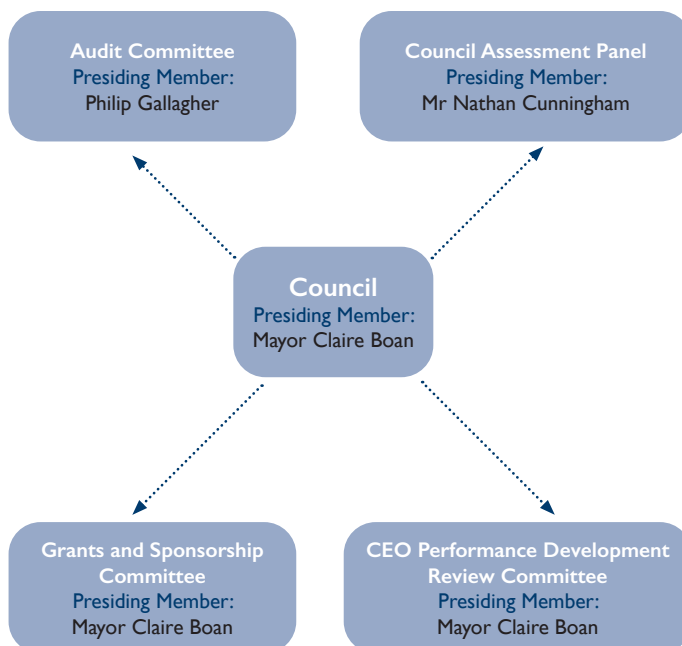 Audit Committee
Presiding Member:
Philip Gallagher
Council Assessment Panel
Presiding Member:
Mr Nathan Cunningham
Council
Presiding Member:
Mayor Claire Boan
Grants and Sponsorship
Committee
Presiding Member:
Mayor Claire Boan
CEO Performance Development
Review Committee
Presiding Member:
Mayor Claire Boan